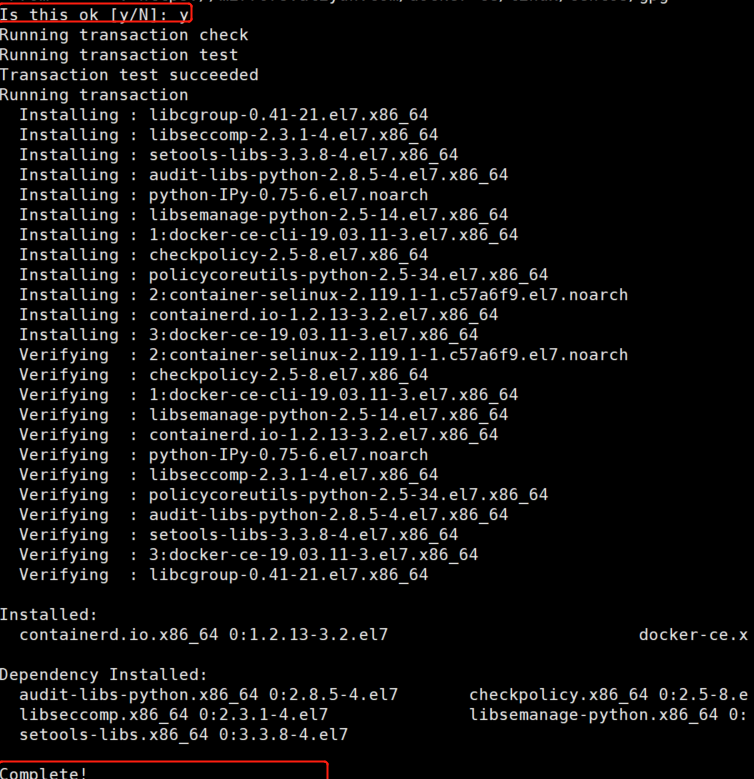 Is this ok [y/N]: y
Running transaction check
Running transaction test
Transaction test succeeded
Running transaction
  Installing : libcgroup-0.41-21.el7.x86_64
  Installing : libseccomp-2.3.1-4.el7.x86_64
  Installing : setools-libs-3.3.8-4.el7.x86_64
  Installing : audit-libs-python-2.8.5-4.el7.x86_64
  Installing : python-IPy-0.75-6.el7.noarch
  Installing : libsemanage-python-2.5-14.el7.x86_64
  Installing : 1:docker-ce-cli-19.03.11-3.el7.x86_64
  Installing : checkpolicy-2.5-8.el7.x86_64
  Installing : policycoreutils-python-2.5-34.el7.x86_64
  Installing : 2:container-selinux-2.119.1-1.c57a6f9.el7.noarch
  Installing : containerd.io-1.2.13-3.2.el7.x86_64
  Installing : 3:docker-ce-19.03.11-3.el7.x86_64
  Verifying  : 2:container-selinux-2.119.1-1.c57a6f9.el7.noarch
  Verifying  : checkpolicy-2.5-8.el7.x86_64
  Verifying  : 1:docker-ce-cli-19.03.11-3.el7.x86_64
  Verifying  : libsemanage-python-2.5-14.el7.x86_64
  Verifying  : containerd.io-1.2.13-3.2.el7.x86_64
  Verifying  : python-IPy-0.75-6.el7.noarch
  Verifying  : libseccomp-2.3.1-4.el7.x86_64
  Verifying  : policycoreutils-python-2.5-34.el7.x86_64
  Verifying  : audit-libs-python-2.8.5-4.el7.x86_64
  Verifying  : setools-libs-3.3.8-4.el7.x86_64
  Verifying  : 3:docker-ce-19.03.11-3.el7.x86_64
  Verifying  : libcgroup-0.41-21.el7.x86_64
Installed:
  containerd.io.x86_64 0:1.2.13-3.2.el7 docker-ce.x
Dependency Installed:
  audit-libs-python.x86_64 0:2.8.5-4.el7 checkpolicy.x86_64 0:2.5-8.e
  libseccomp.x86_64 0:2.3.1-4.el7 libsemanage-python.x86_64 0:
  setools-libs.x86_64 0:3.3.8-4.el7
Complete!